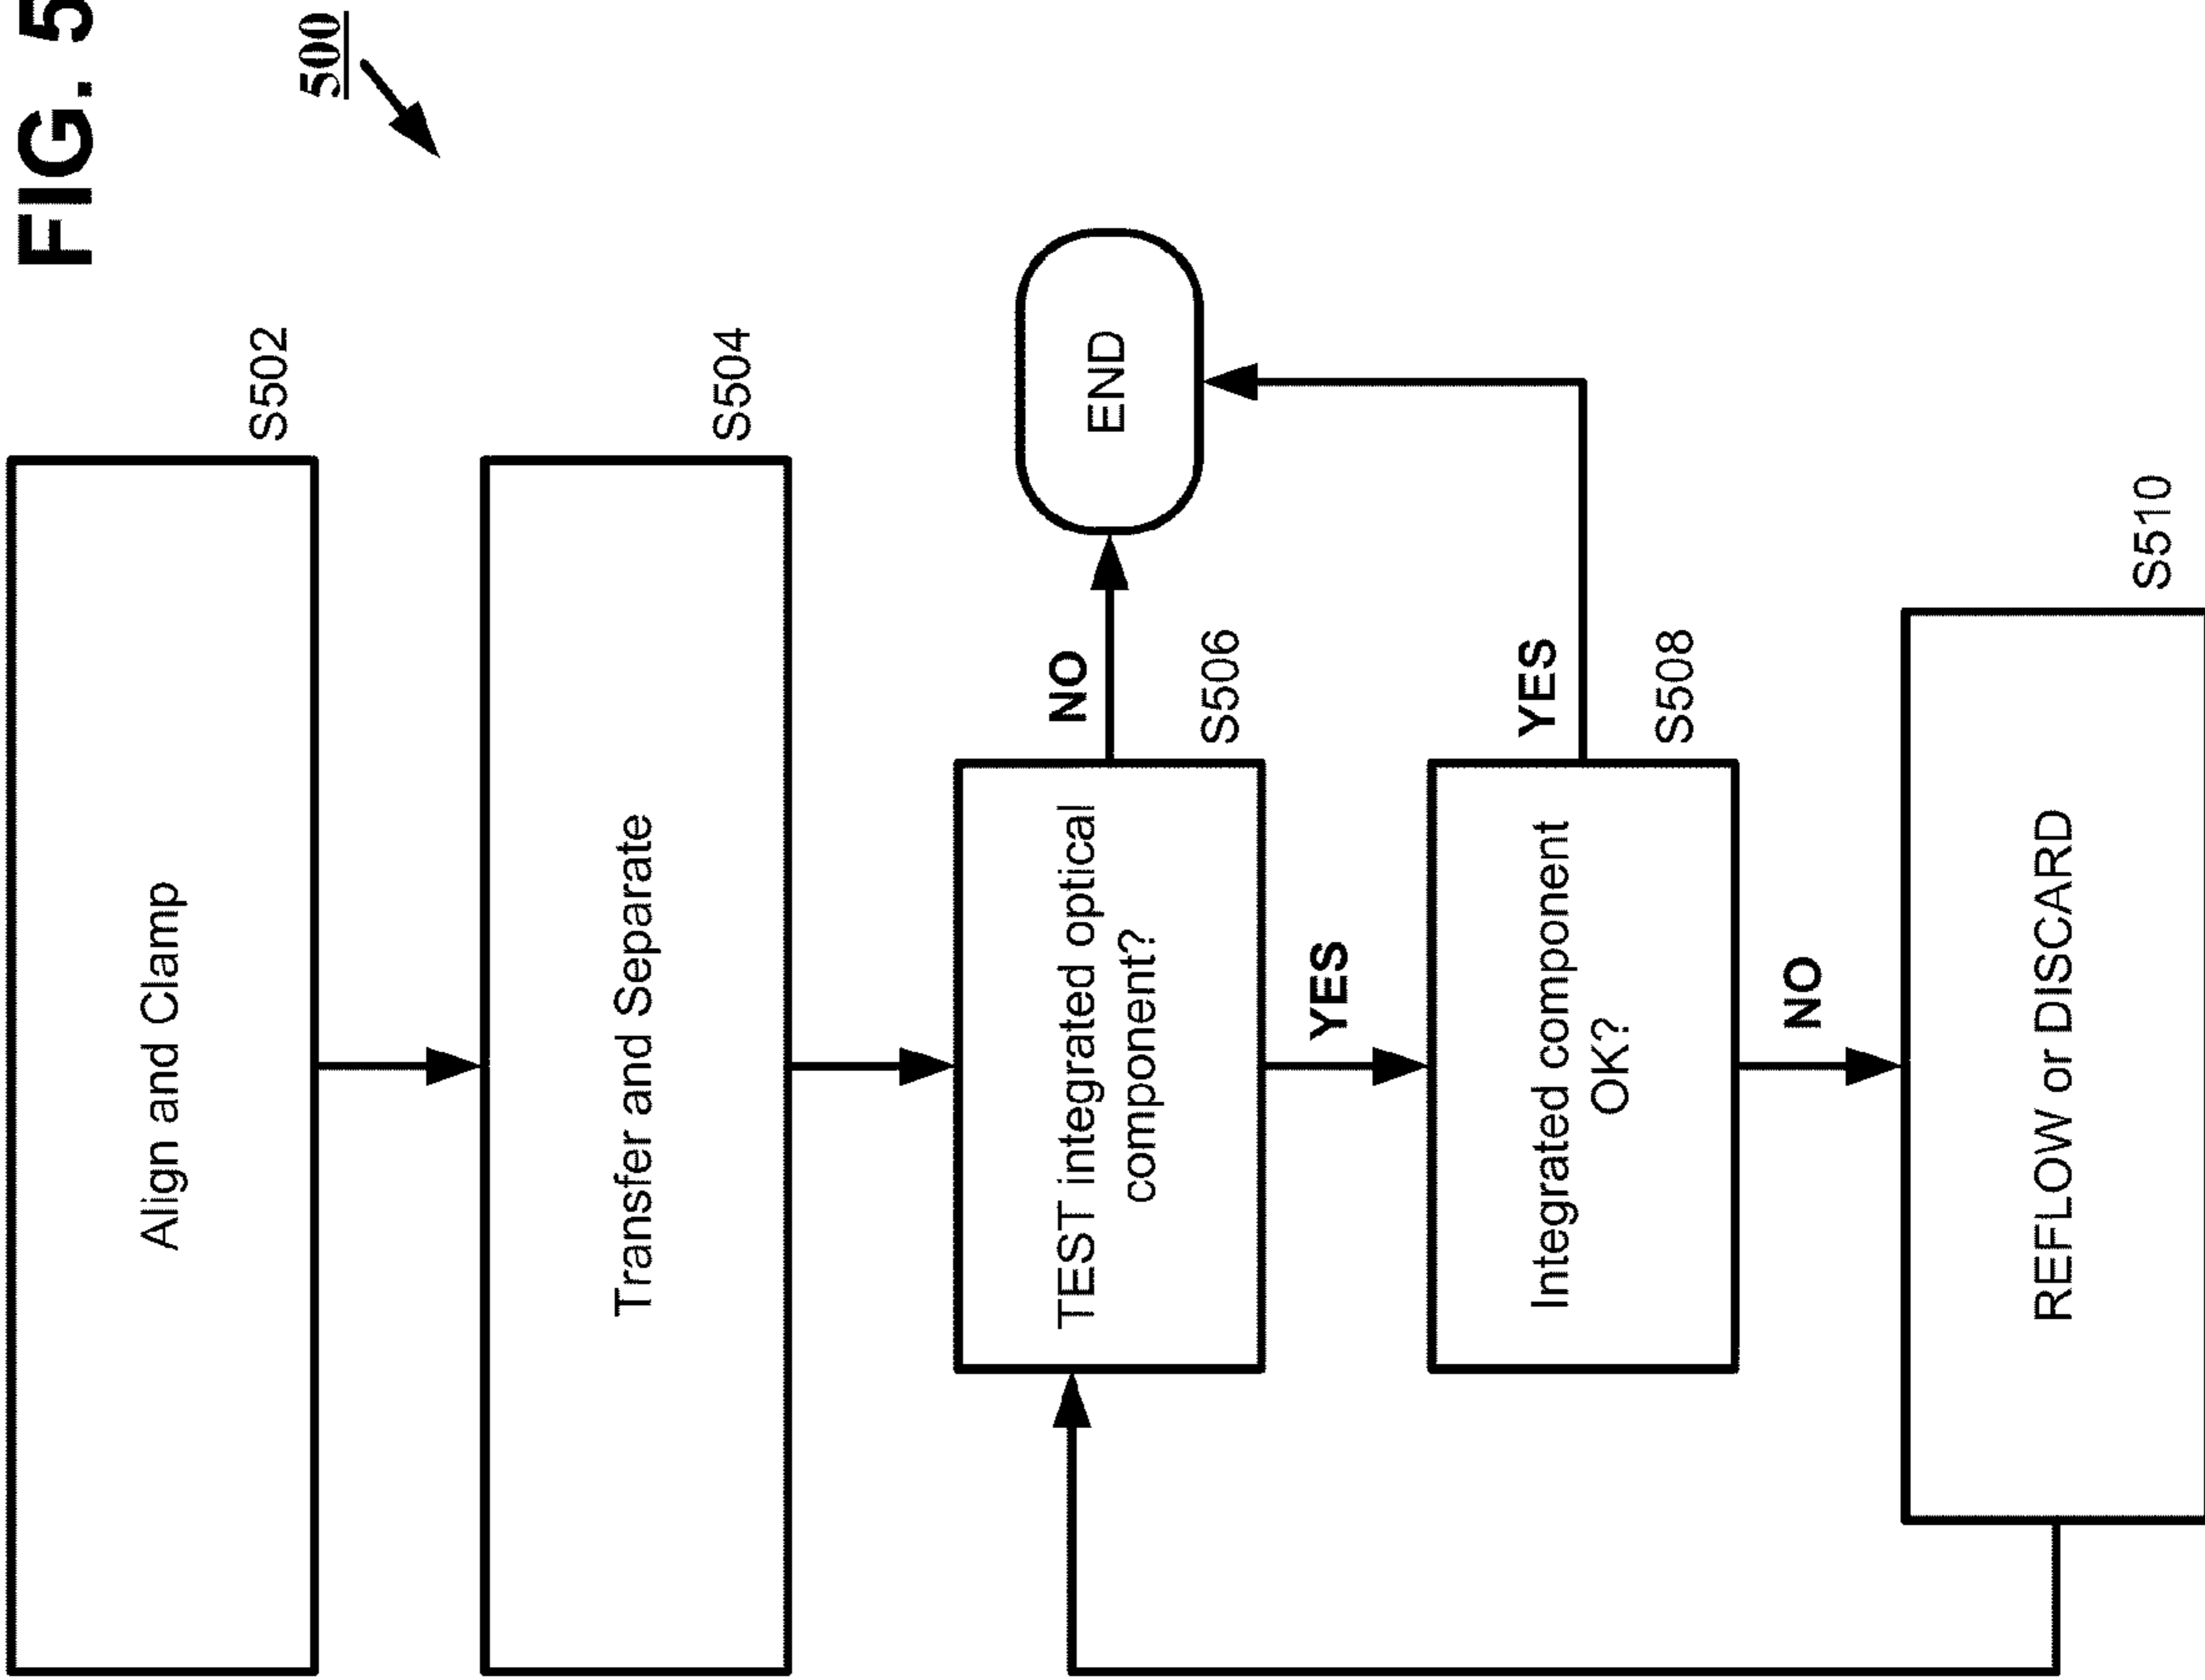 FIG. 5
500
Align and Clamp
S502
Transfer and Separate
S504
TEST integrated optical
component?
S506
NO
END
YES
Integrated component
OK?
S508
YES
NO
REFLOW or DISCARD
S510